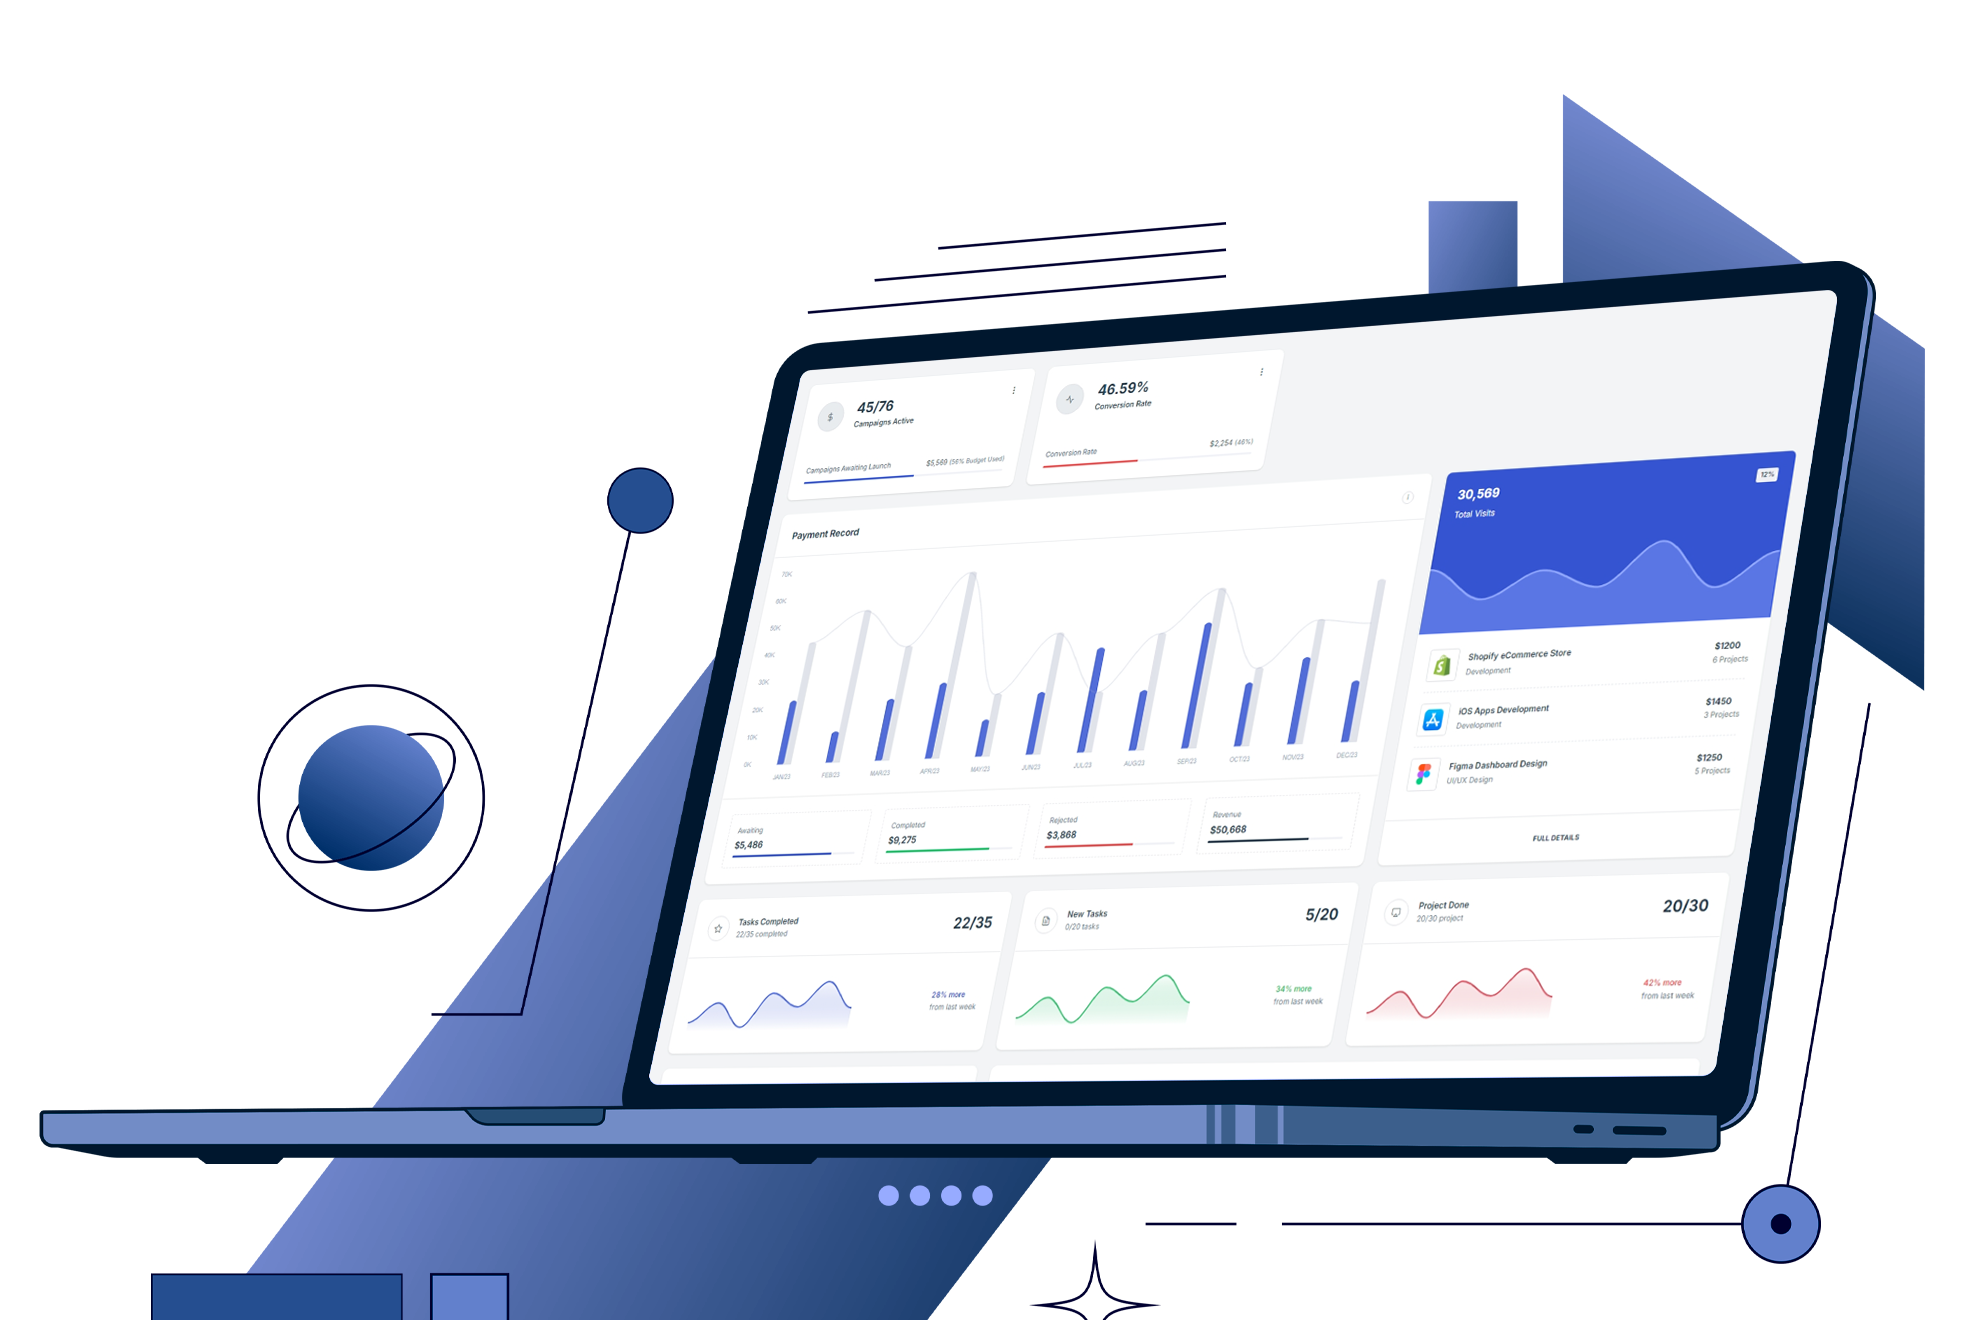 45/76
Campaigns Active
Campaigns Awaiting Launch
$5,569 (56% Budget Used)
46.59%
Conversion Rate
Conversion Rate
$2,254 (46%)
Payment Record
70K
60K
50K
40K
30K
20K
10K
0K
JAN/23
FEB/23
MAR/23
APR/23
MAY/23
JUN/23
JUL/23
AUG/23
SEP/23
OCT/23
NOV/23
DEC/23
Awaiting
$5,486
Completed
$9,275
Rejected
$3,868
Revenue
$50,668
30,569
12%
Total Visits
Shopify eCommerce Store
$1200
Development
6 Projects
iOS Apps Development
$1450
Development
3 Projects
Figma Dashboard Design
$1250
UI/UX Design
5 Projects
FULL DETAILS
Tasks Completed
22/35 completed
22/35
28% more
from last week
New Tasks
0/20 tasks
5/20
34% more
from last week
Project Done
20/30 project
20/30
42% more
from last week